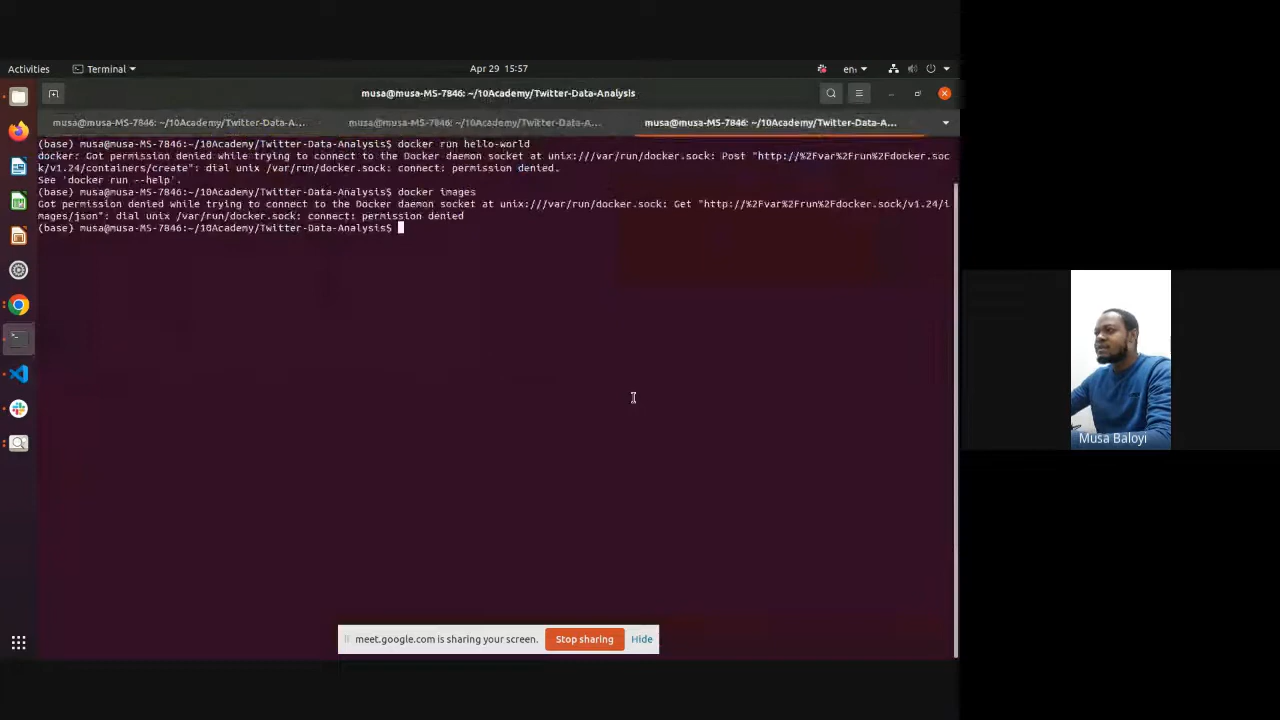 Activities
Terminal
Apr 29 15:57
en₁
musa@musa-MS-7846: ~/10Academy/Twitter-Data-Analysis
musa@musa-MS-7846: ~/10Academy/Twitter-Data-A...
musa@musa-MS-7846: ~/10Academy/Twitter-Data-A...
musa@musa-MS-7846: ~/10Academy/Twitter-Data-A...
(base) musa@musa-MS-7846:~/10Academy/Twitter-Data-Analysis$ docker run hello-world
docker: Got permission denied while trying to connect to the Docker daemon socket at unix:///var/run/docker.sock: Post "http://%2Fvar%2Frun%2Fdocker.soc
k/v1.24/containers/create": dial unix /var/run/docker.sock: connect: permission denied.
See 'docker run --help'.
(base) musa@musa-MS-7846:~/10Academy/Twitter-Data-Analysis$ docker images
Got permission denied while trying to connect to the Docker daemon socket at unix:///var/run/docker.sock: Get "http://%2Fvar%2Frun%2Fdocker.sock/v1.24/i
mages/json": dial unix /var/run/docker.sock: connect: permission denied
(base) musa@musa-MS-7846:~/10Academy/Twitter-Data-Analysis$
Musa Baloyi
meet.google.com is sharing your screen.
Stop sharing
Hide